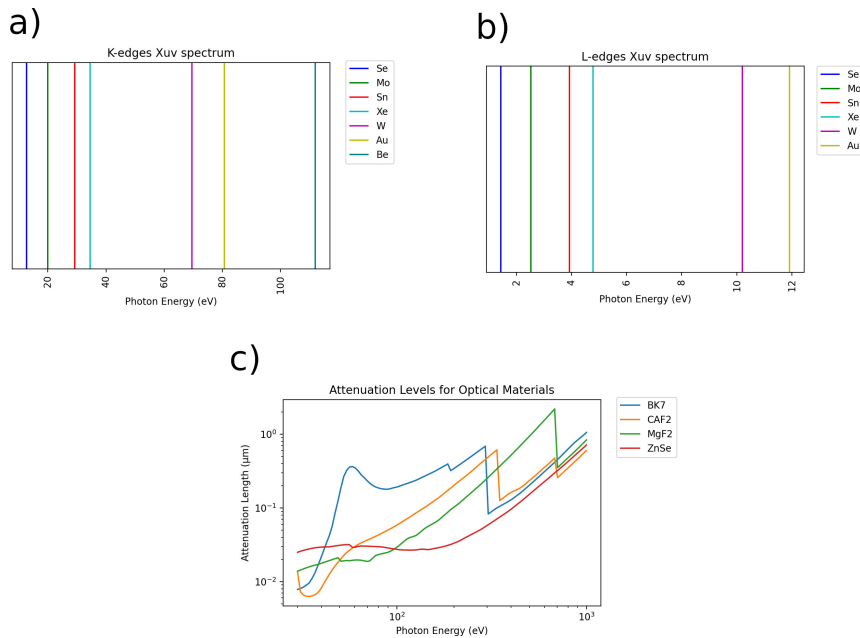 a)
K-edges Xuv spectrum
Se
Mo
Sn
Xe
W
Au
Be
20
40
60
80
100
Photon Energy (eV)
b)
L-edges Xuv spectrum
Se
Mo
Sn
Xe
W
Au
2
4
6
8
10
12
Photon Energy (eV)
c)
Attenuation Levels for Optical Materials
BK7
CAF2
MgF2
ZnSe
10⁰
10⁻¹
10⁻²
Attenuation Length (μm)
10²
10³
Photon Energy (eV)